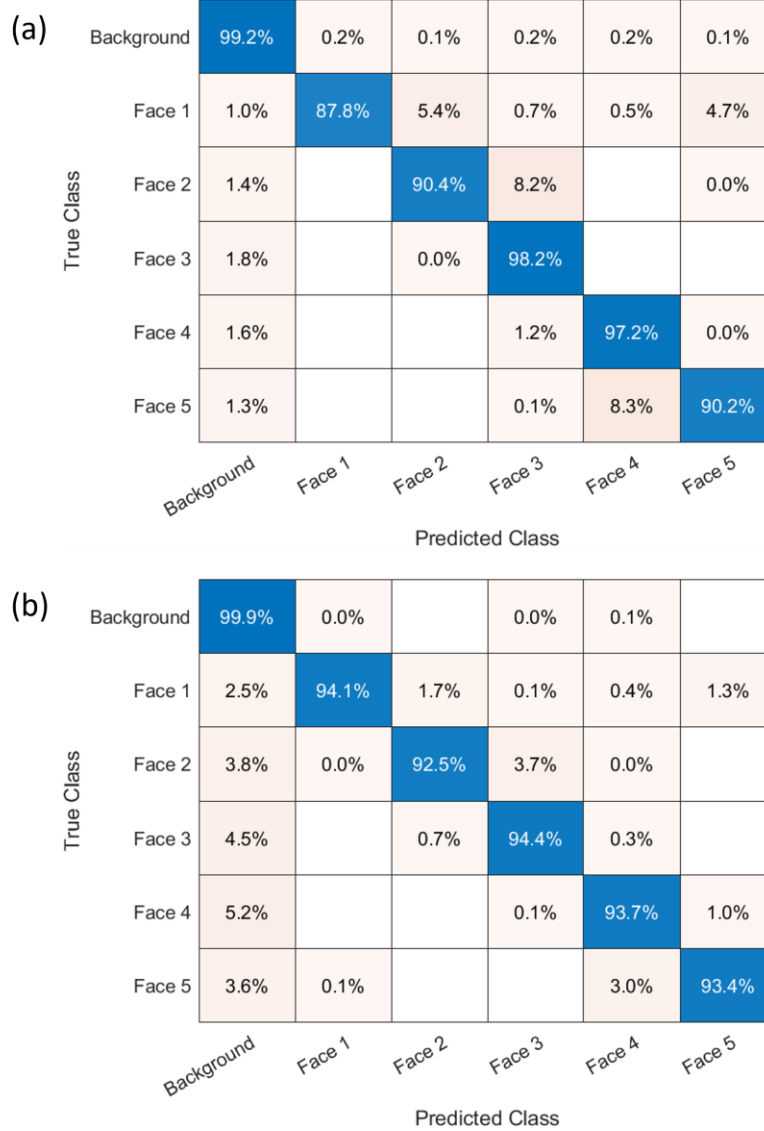 (a)
Background 99.2% 0.2% 0.1% 0.2% 0.2% 0.1%
Face 1 1.0% 87.8% 5.4% 0.7% 0.5% 4.7%
Face 2 1.4% 90.4% 8.2% 0.0%
Face 3 1.8% 0.0% 98.2%
Face 4 1.6% 1.2% 97.2% 0.0%
Face 5 1.3% 0.1% 8.3% 90.2%
True Class
Background Face 1 Face 2 Face 3 Face 4 Face 5
Predicted Class
(b)
Background 99.9% 0.0% 0.0% 0.1%
Face 1 2.5% 94.1% 1.7% 0.1% 0.4% 1.3%
Face 2 3.8% 0.0% 92.5% 3.7% 0.0%
Face 3 4.5% 0.7% 94.4% 0.3%
Face 4 5.2% 0.1% 93.7% 1.0%
Face 5 3.6% 0.1% 3.0% 93.4%
True Class
Background Face 1 Face 2 Face 3 Face 4 Face 5
Predicted Class